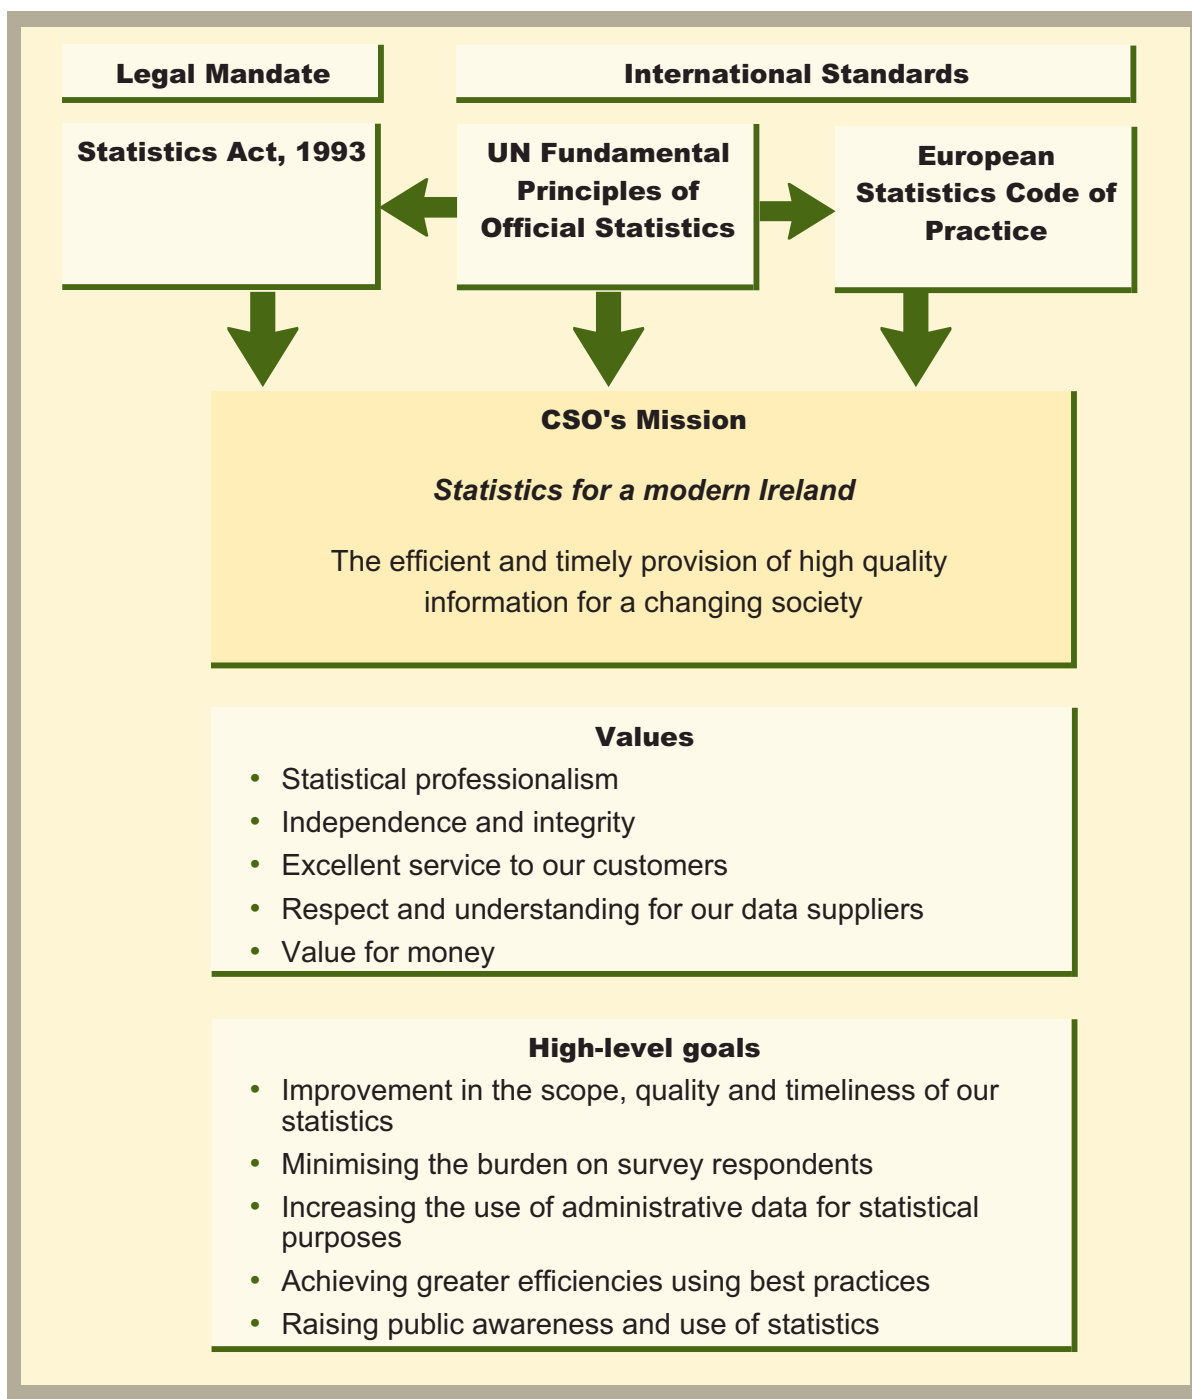 Legal Mandate
International Standards
Statistics Act, 1993
UN Fundamental
Principles of
Official Statistics
European
Statistics Code of
Practice
CSO's Mission
Statistics for a modern Ireland
The efficient and timely provision of high quality
information for a changing society
Values
• Statistical professionalism
• Independence and integrity
• Excellent service to our customers
• Respect and understanding for our data suppliers
• Value for money
High-level goals
• Improvement in the scope, quality and timeliness of our
statistics
• Minimising the burden on survey respondents
• Increasing the use of administrative data for statistical
purposes
• Achieving greater efficiencies using best practices
• Raising public awareness and use of statistics